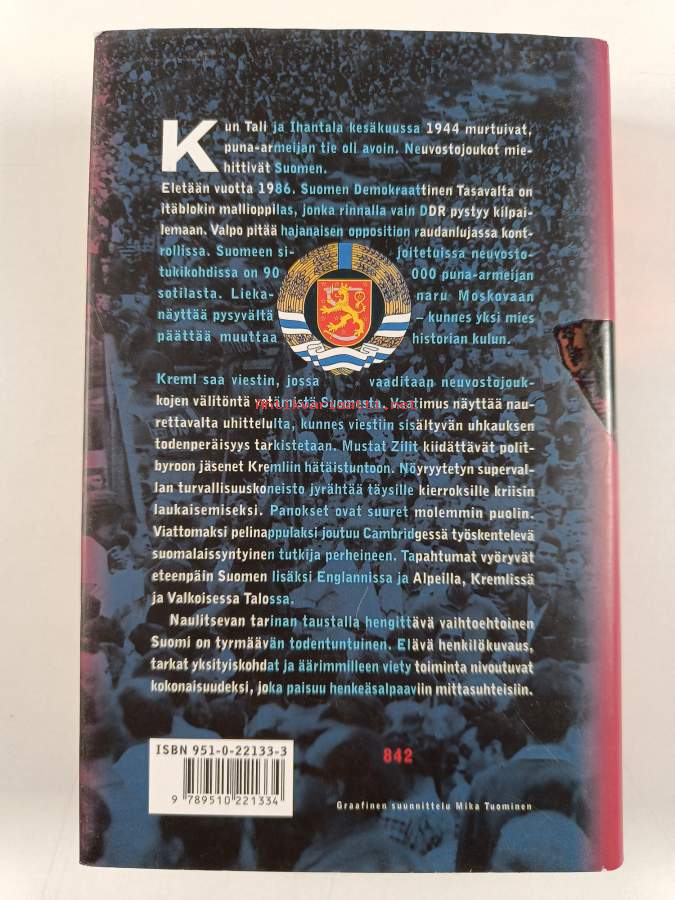 Kun Tali ja Ihantala kesäkuussa 1944 murtuivat,
puna-armeijan tie oli avoin. Neuvostojoukot mie-
hittivät Suomen.
Eletään vuotta 1986. Suomen Demokraattinen Tasavalta on
itäblokin mallioppilas, jonka rinnalla vain DDR pystyy kilpai-
lemaan. Valpo pitää hajanaisen opposition raudanlujassa kont-
rollissa. Suomeen si- joitetuissa neuvosto-
tukikohdissa on 90 000 puna-armeijan
sotilasta. Lieka- naru Moskovaan
näyttää pysyvältä – kunnes yksi mies
päättää muuttaa historian kulun.
Kreml saa viestin, jossa vaaditaan neuvostojouk-
kojen välitöntä vetämistä Suomesta. Vaatimus näyttää nau-
rettavalta uhittelulta, kunnes viestiin sisältyvän uhkauksen
todenperäisyys tarkistetaan. Mustat Zilit kiidättävät polit-
byroon jäsenet Kremliin hätäistuntoon. Nöyryytetyn superval-
lan turvallisuuskoneisto jyrähtää täysille kierroksille kriisin
laukaisemiseksi. Panokset ovat suuret molemmin puolin.
Viattomaksi pelinappulaksi joutuu Cambridgessä työskentelevä
suomalaissyntyinen tutkija perheineen. Tapahtumat vyöryvät
eteenpäin Suomen lisäksi Englannissa ja Alpeilla, Kremlissä
ja Valkoisessa Talossa.
Naulitsevan tarinan taustalla hengittävä vaihtoehtoinen
Suomi on tyrmäävän todentuntuinen. Elävä henkilökuvaus,
tarkat yksityiskohdat ja äärimmilleen viety toiminta nivoutuvat
kokonaisuudeksi, joka paisuu henkeäsalpaaviin mittasuhteisiin.
ISBN 951-0-22133-3
842
9 789510 221334
Graafinen suunnittelu Mika Tuominen